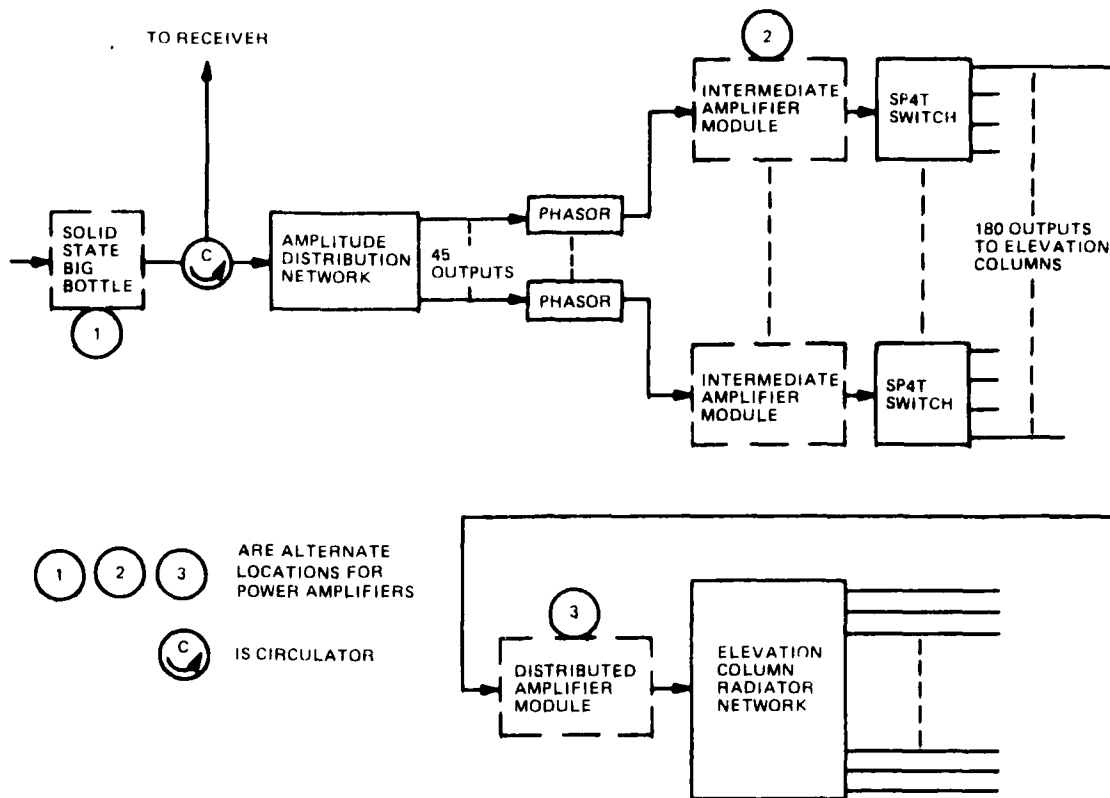 TO RECEIVER
2
INTERMEDIATE
AMPLIFIER
MODULE
SP4T
SWITCH
SOLID
STATE
BIG
BOTTLE
1
C
AMPLITUDE
DISTRIBUTION
NETWORK
45
OUTPUTS
PHASOR
PHASOR
180 OUTPUTS
TO ELEVATION
COLUMNS
INTERMEDIATE
AMPLIFIER
MODULE
SP4T
SWITCH
1 2 3
ARE ALTERNATE
LOCATIONS FOR
POWER AMPLIFIERS
C
IS CIRCULATOR
3
DISTRIBUTED
AMPLIFIER
MODULE
ELEVATION
COLUMN
RADIATOR
NETWORK